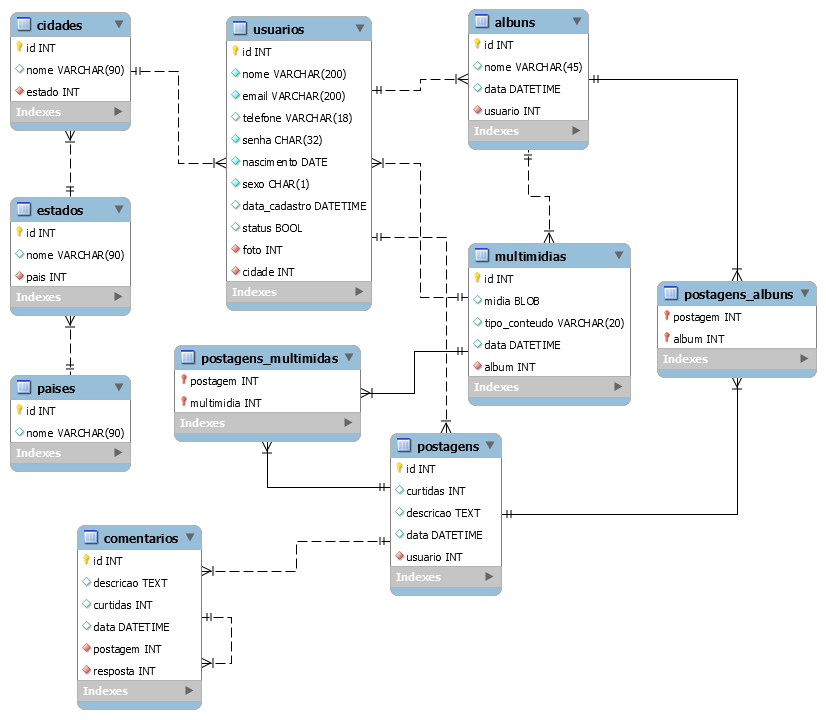 cidades
id INT
nome VARCHAR(90)
estado INT
Indexes
usuarios
id INT
nome VARCHAR(200)
email VARCHAR(200)
telefone VARCHAR(18)
senha CHAR(32)
nascimento DATE
sexo CHAR(1)
data_cadastro DATETIME
status BOOL
foto INT
cidade INT
Indexes
albuns
id INT
nome VARCHAR(45)
data DATETIME
usuario INT
Indexes
estados
id INT
nome VARCHAR(90)
pais INT
Indexes
multimidias
id INT
midia BLOB
tipo_conteudo VARCHAR(20)
data DATETIME
album INT
Indexes
postagens_albuns
postagem INT
album INT
Indexes
paises
id INT
nome VARCHAR(90)
Indexes
postagens_multimidas
postagem INT
multimidia INT
Indexes
postagens
id INT
curtidas INT
descricao TEXT
data DATETIME
usuario INT
Indexes
comentarios
id INT
descricao TEXT
curtidas INT
data DATETIME
postagem INT
resposta INT
Indexes